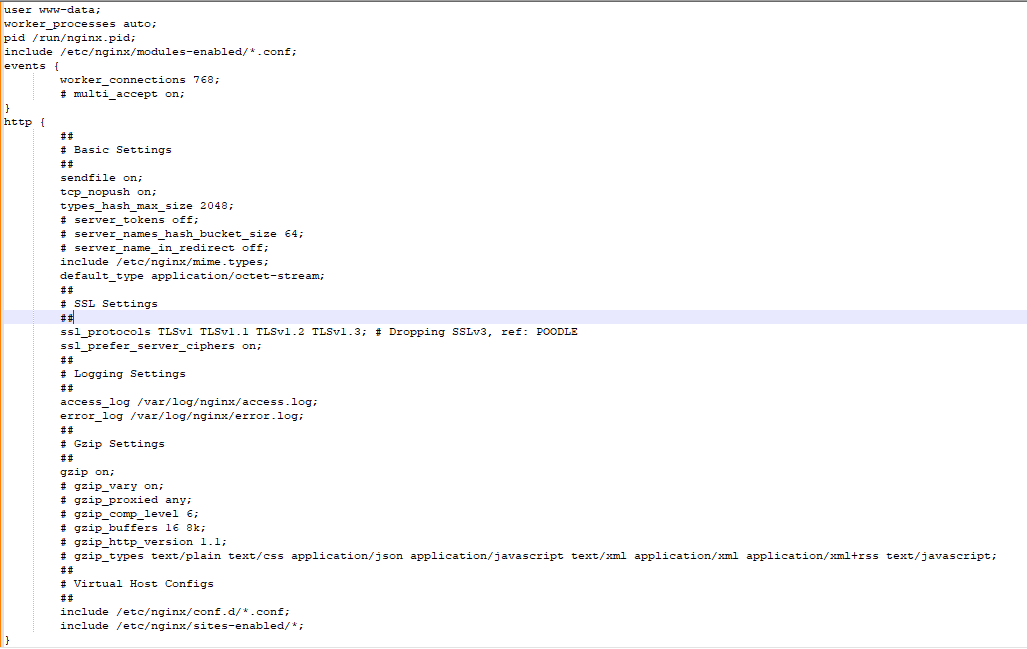 user www-data;
worker_processes auto;
pid /run/nginx.pid;
include /etc/nginx/modules-enabled/*.conf;
events {
worker_connections 768;
# multi_accept on;
}
http {
##
# Basic Settings
##
sendfile on;
tcp_nopush on;
types_hash_max_size 2048;
# server_tokens off;
# server_names_hash_bucket_size 64;
# server_name_in_redirect off;
include /etc/nginx/mime.types;
default_type application/octet-stream;
##
# SSL Settings
##
ssl_protocols TLSv1 TLSv1.1 TLSv1.2 TLSv1.3; # Dropping SSLv3, ref: POODLE
ssl_prefer_server_ciphers on;
##
# Logging Settings
##
access_log /var/log/nginx/access.log;
error_log /var/log/nginx/error.log;
##
# Gzip Settings
##
gzip on;
# gzip_vary on;
# gzip_proxied any;
# gzip_comp_level 6;
# gzip_buffers 16 8k;
# gzip_http_version 1.1;
# gzip_types text/plain text/css application/json application/javascript text/xml application/xml application/xml+rss text/javascript;
##
# Virtual Host Configs
##
include /etc/nginx/conf.d/*.conf;
include /etc/nginx/sites-enabled/*;
}